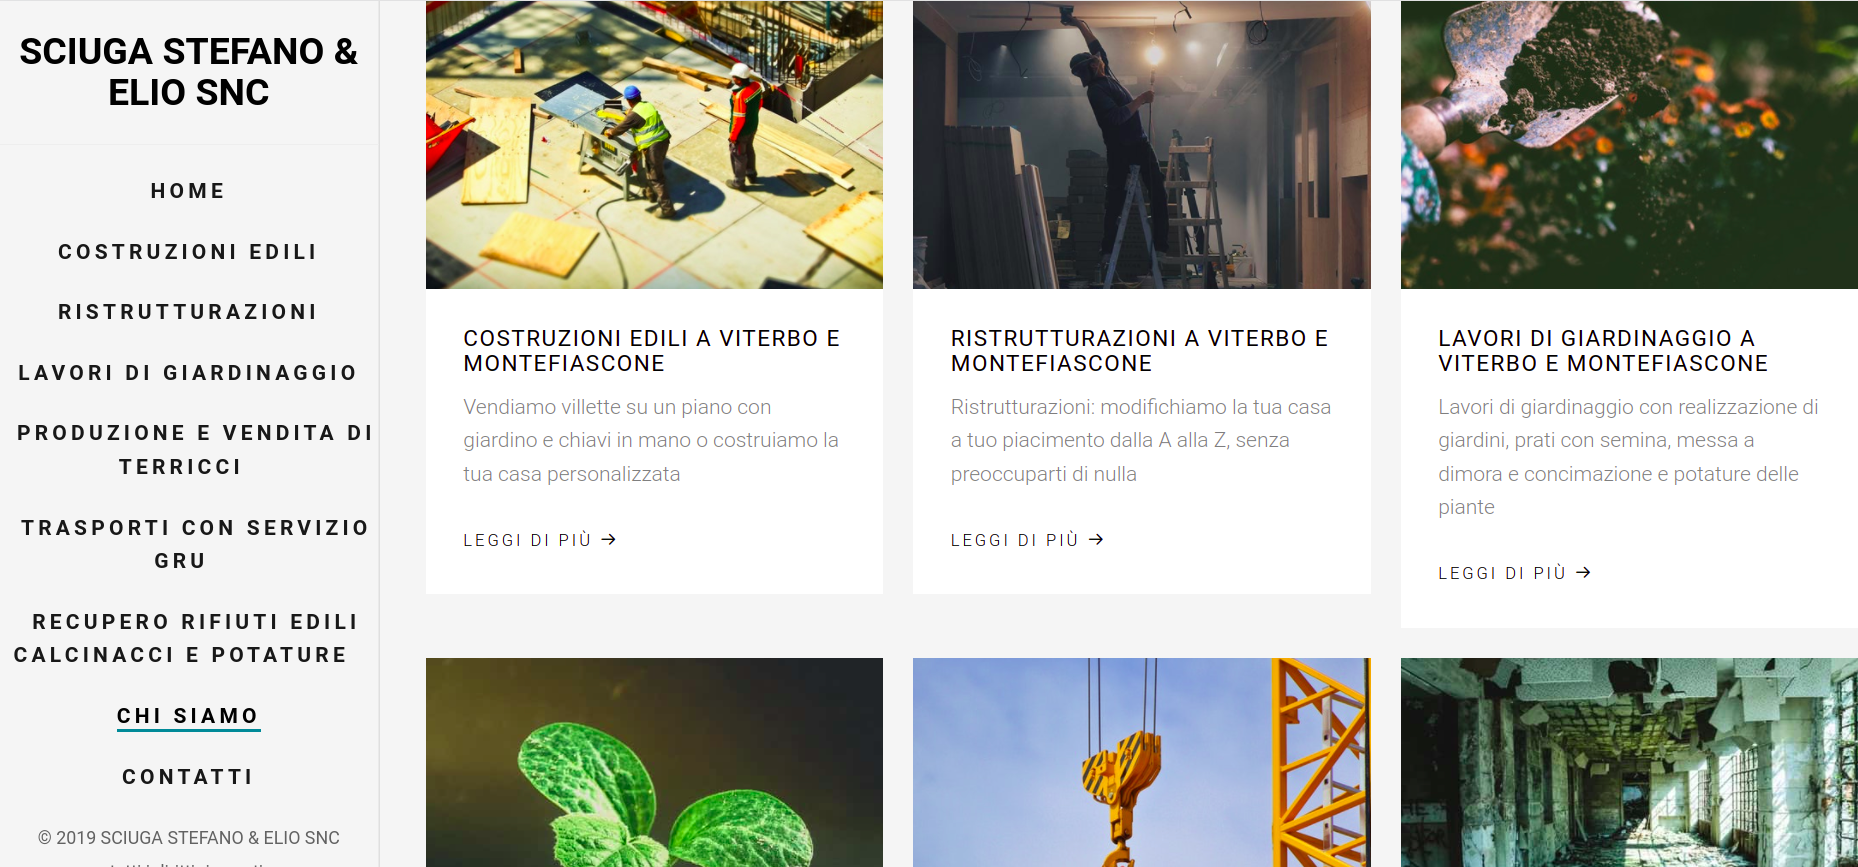 SCIUGA STEFANO &
ELIO SNC
HOME
COSTRUZIONI EDILI
RISTRUTTURAZIONI
LAVORI DI GIARDINAGGIO
PRODUZIONE E VENDITA DI
TERRICCI
TRASPORTI CON SERVIZIO
GRU
RECUPERO RIFIUTI EDILI
CALCINACCI E POTATURE
CHI SIAMO
CONTATTI
© 2019 SCIUGA STEFANO & ELIO SNC
COSTRUZIONI EDILI A VITERBO E
MONTEFIASCONE
Vendiamo villette su un piano con
giardino e chiavi in mano o costruiamo la
tua casa personalizzata
LEGGI DI PIÙ →
RISTRUTTURAZIONI A VITERBO E
MONTEFIASCONE
Ristrutturazioni: modifichiamo la tua casa
a tuo piacimento dalla A alla Z, senza
preoccuparti di nulla
LEGGI DI PIÙ →
LAVORI DI GIARDINAGGIO A
VITERBO E MONTEFIASCONE
Lavori di giardinaggio con realizzazione di
giardini, prati con semina, messa a
dimora e concimazione e potature delle
piante
LEGGI DI PIÙ →